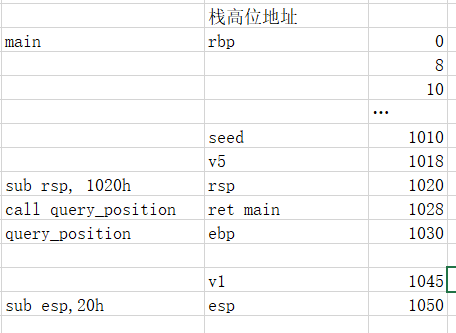 栈高位地址
main rbp 0
8
10
...
seed 1010
v5 1018
sub rsp, 1020h rsp 1020
call query_position ret main 1028
query_position ebp 1030
v1 1045
sub esp,20h esp 1050